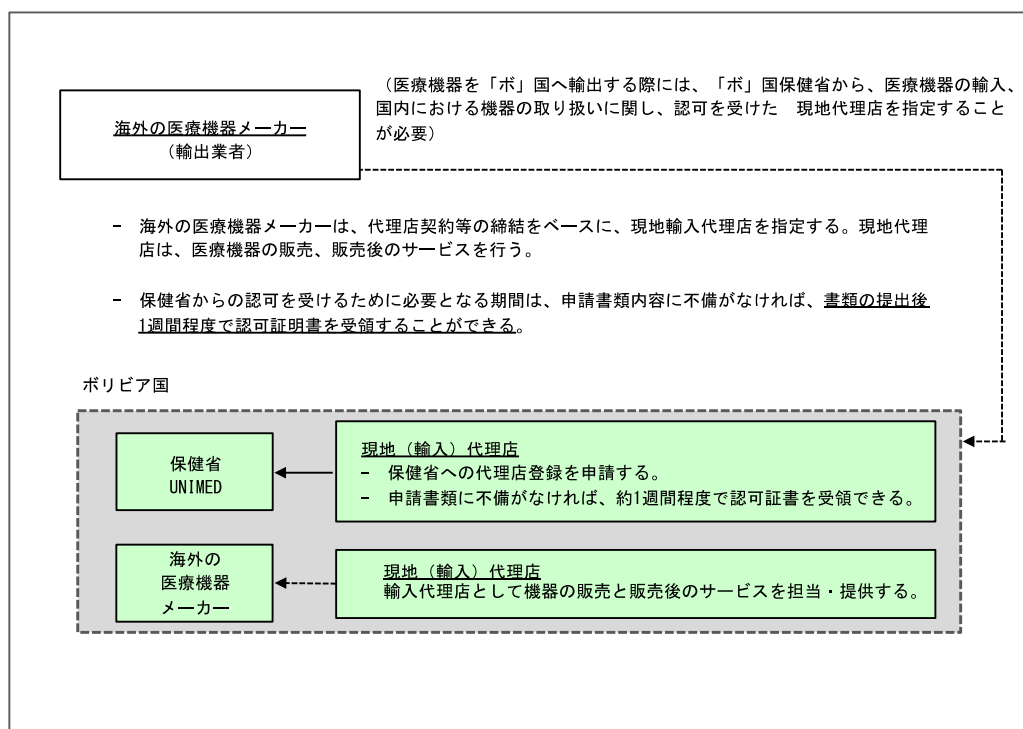 (医療機器を「ボ」国へ輸出する際には、「ボ」国保健省から、医療機器の輸入、
国内における機器の取り扱いに関し、認可を受けた　現地代理店を指定すること
が必要)
海外の医療機器メーカー
(輸出業者)
- 海外の医療機器メーカーは、代理店契約等の締結をベースに、現地輸入代理店を指定する。現地代理
店は、医療機器の販売、販売後のサービスを行う。
- 保健省からの認可を受けるために必要となる期間は、申請書類内容に不備がなければ、書類の提出後
1週間程度で認可証明書を受領することができる。
ボリビア国
保健省
UNIMED
現地（輸入）代理店
- 保健省への代理店登録を申請する。
- 申請書類に不備がなければ、約1週間程度で認可証書を受領できる。
海外の
医療機器
メーカー
現地（輸入）代理店
輸入代理店として機器の販売と販売後のサービスを担当・提供する。